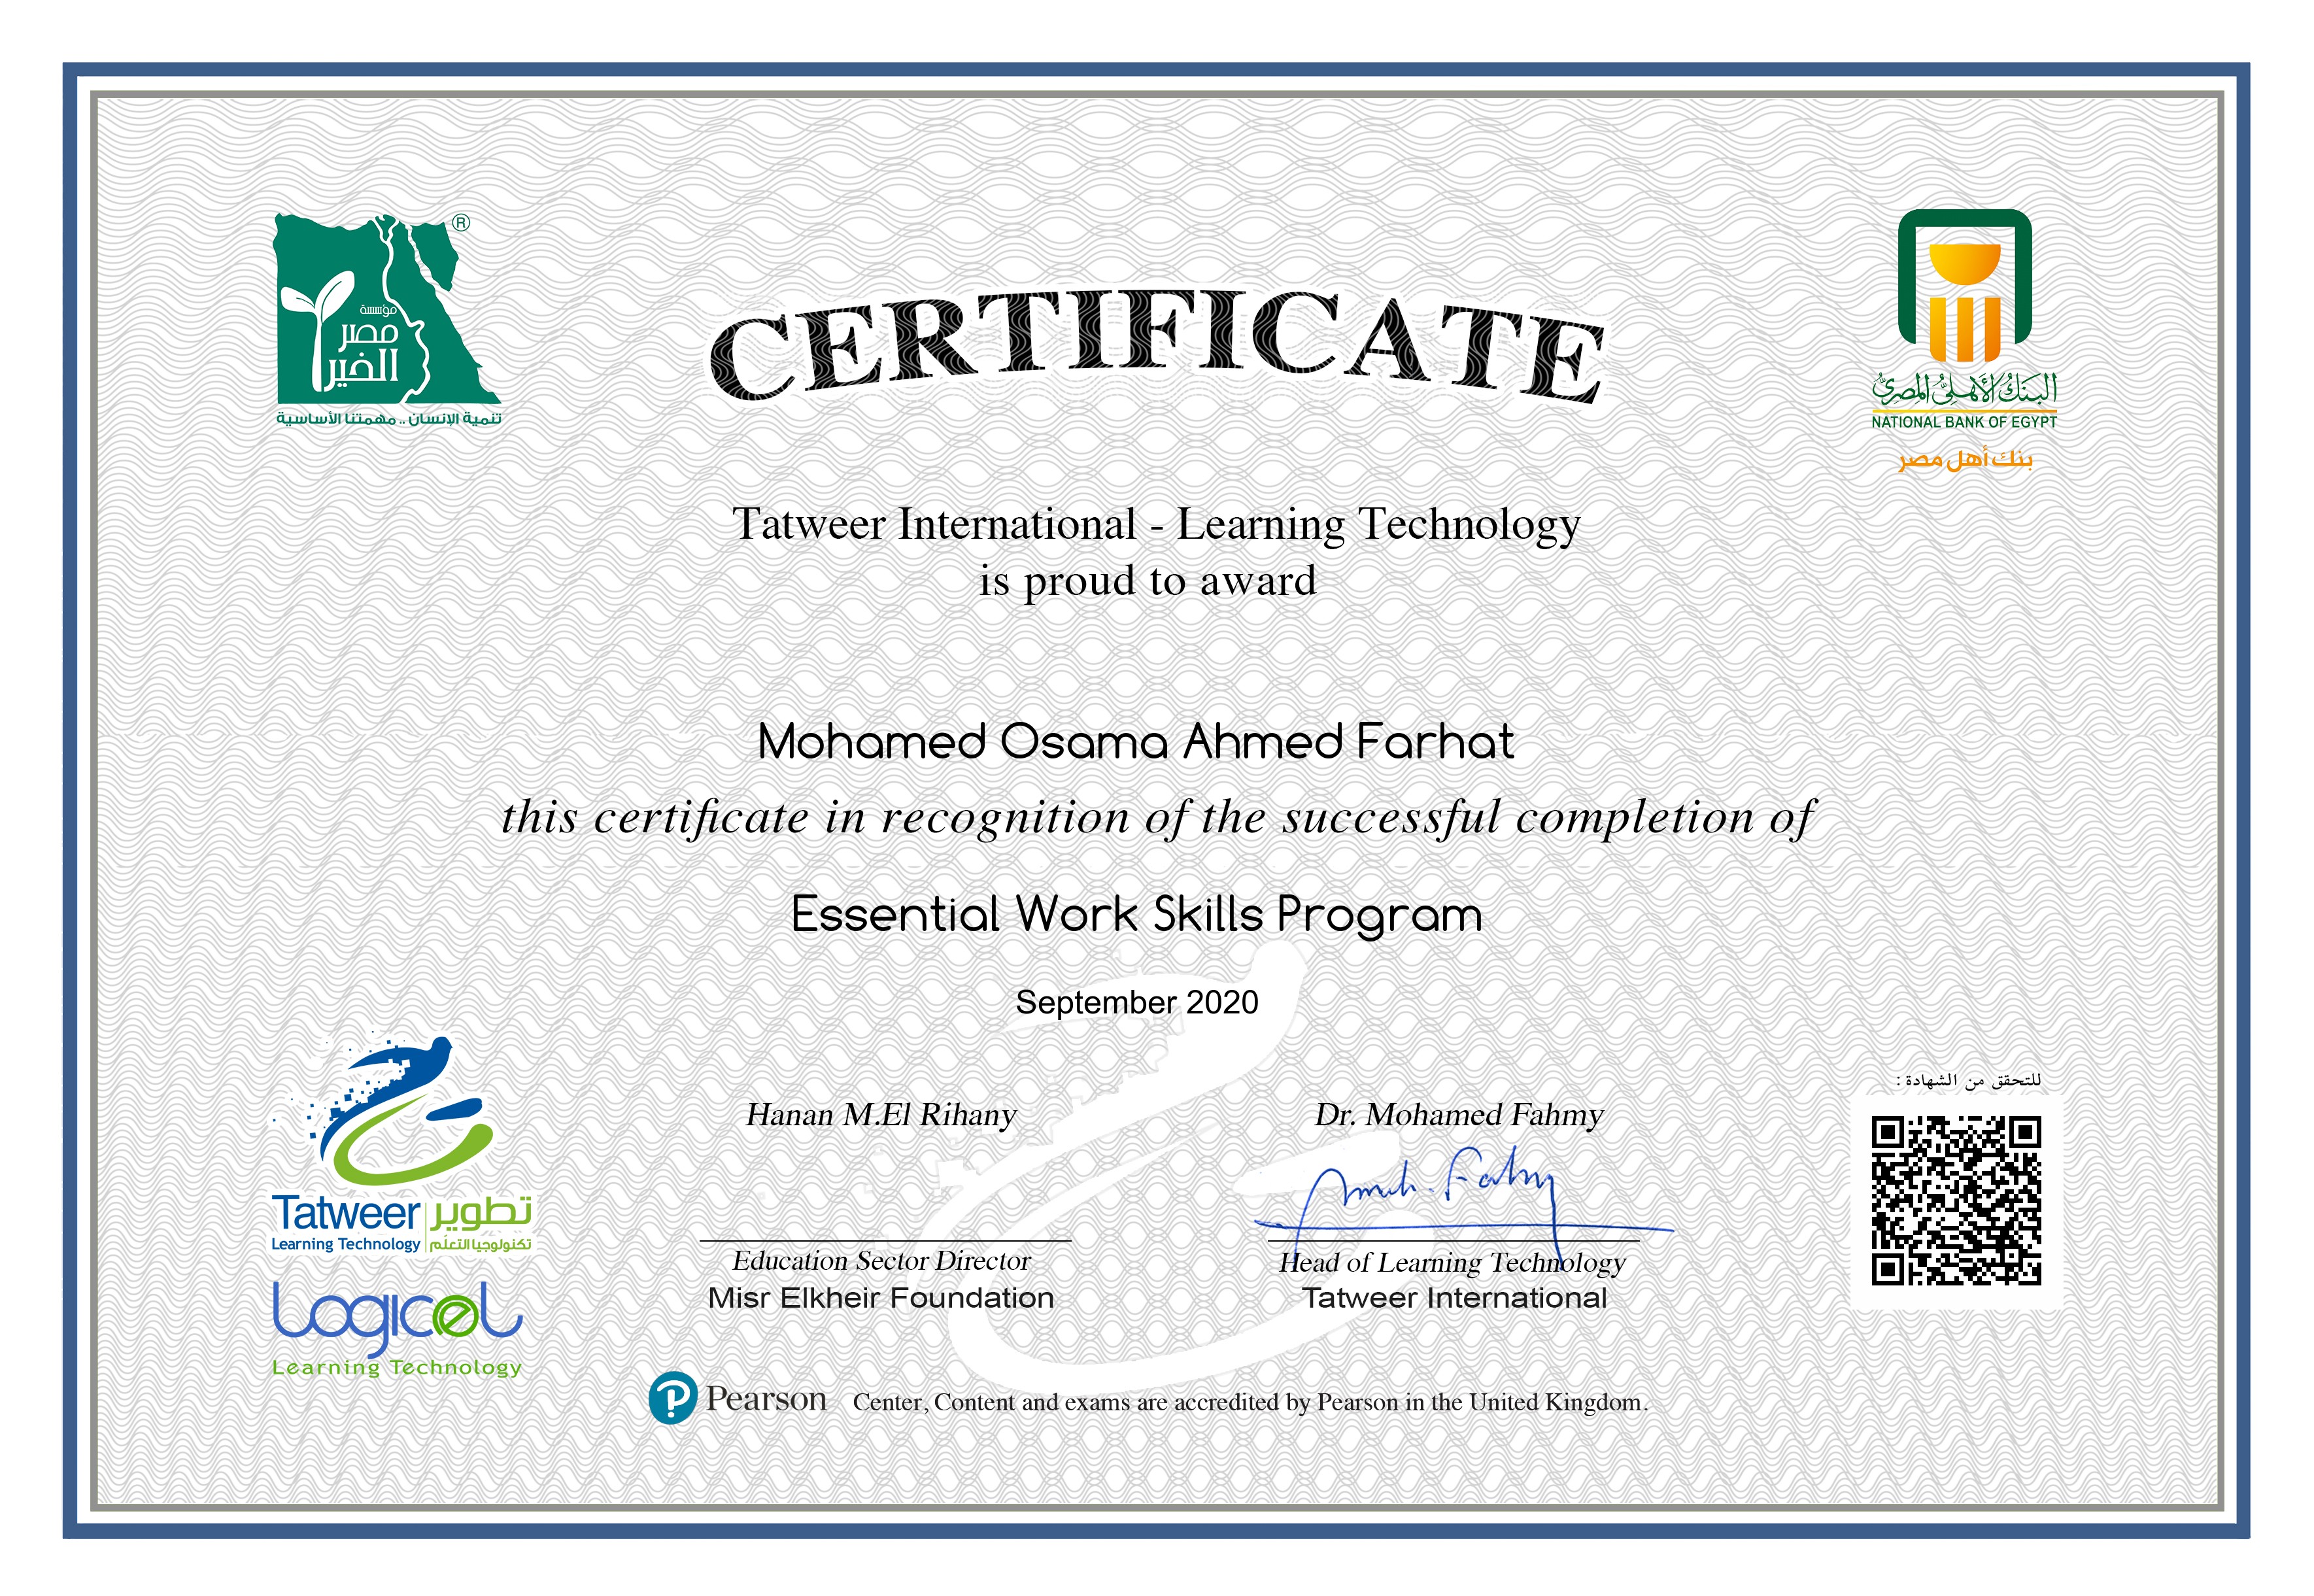 ®
مؤسسة
مصر
الخير
تنمية الإنسان .. مهمتنا الأساسية
CERTIFICATE
البنك الأهلي المصري
NATIONAL BANK OF EGYPT
بنك أهل مصر
Tatweer International - Learning Technology
is proud to award
Mohamed Osama Ahmed Farhat
this certificate in recognition of the successful completion of
Essential Work Skills Program
September 2020
Hanan M.El Rihany
Education Sector Director
Misr Elkheir Foundation
Dr. Mohamed Fahmy
Head of Learning Technology
Tatweer International
للتحقق من الشهادة :
Tatweer تطوير
Learning Technology تكنولوجيا التعلّم
Logicel
Learning Technology
Pearson Center, Content and exams are accredited by Pearson in the United Kingdom.